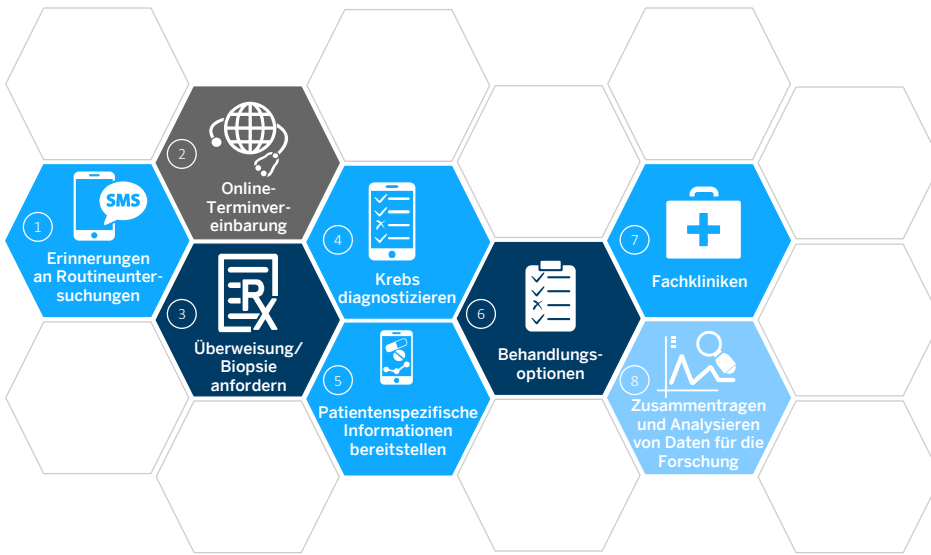 1
SMS
Erinnerungen
an Routineunter-
suchungen
2
Online-
Terminver-
einbarung
3
RX
Überweisung/
Biopsie
anfordern
4
Krebs
diagnostizieren
5
Patientenspezifische
Informationen
bereitstellen
6
Behandlungs-
optionen
7
Fachkliniken
8
Zusammentragen
und Analysieren
von Daten für die
Forschung